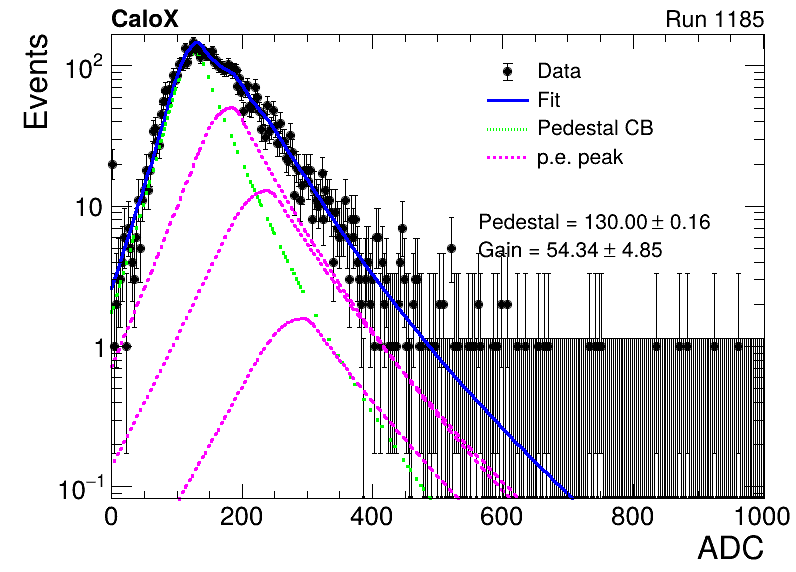 CaloX Run 1185
Events
10²
10
1
10⁻¹
Data
Fit
Pedestal CB
p.e. peak
Pedestal = 130.00 ± 0.16
Gain = 54.34 ± 4.85
0 200 400 600 800 1000
ADC